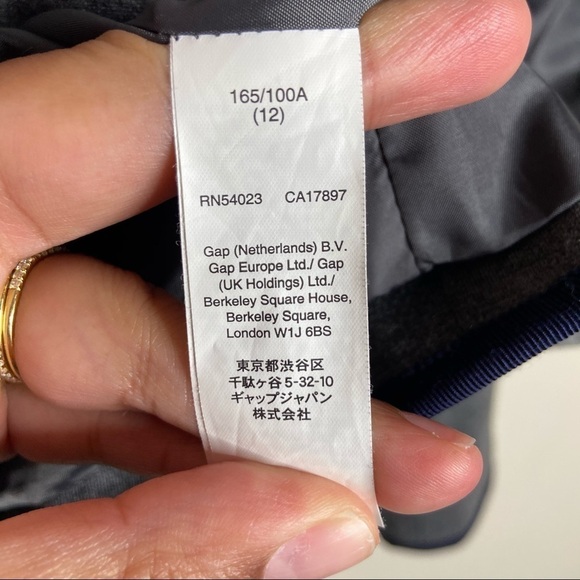 165/100A
(12)
RN54023 CA17897
Gap (Netherlands) B.V.
Gap Europe Ltd./ Gap
(UK Holdings) Ltd./
Berkeley Square House,
Berkeley Square,
London W1J 6BS
東京都渋谷区
千駄ヶ谷 5-32-10
ギャップジャパン
株式会社